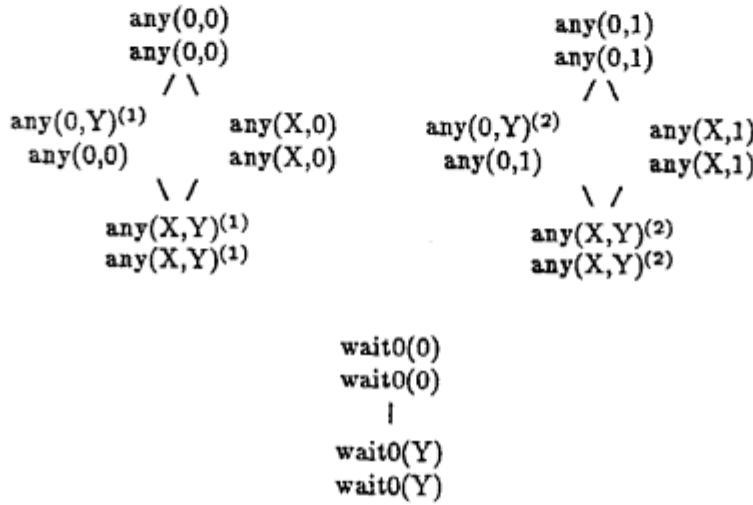 any(0,0)
any(0,0)
any(0,Y)(1)
any(0,0)
any(X,0)
any(X,0)
any(X,Y)(1)
any(X,Y)(1)
any(0,1)
any(0,1)
any(0,Y)(2)
any(0,1)
any(X,1)
any(X,1)
any(X,Y)(2)
any(X,Y)(2)
wait0(0)
wait0(0)
wait0(Y)
wait0(Y)